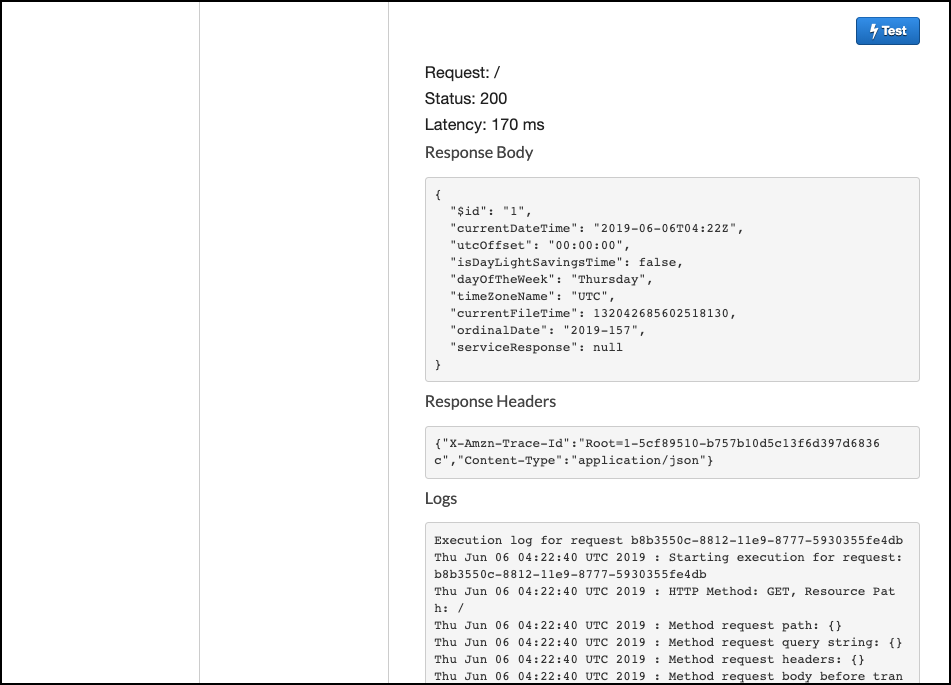 Test
Request: /
Status: 200
Latency: 170 ms
Response Body
{
  "$id": "1",
  "currentDateTime": "2019-06-06T04:22Z",
  "utcOffset": "00:00:00",
  "isDayLightSavingsTime": false,
  "dayOfTheWeek": "Thursday",
  "timeZoneName": "UTC",
  "currentFileTime": 132042685602518130,
  "ordinalDate": "2019-157",
  "serviceResponse": null
}
Response Headers
{"X-Amzn-Trace-Id":"Root=1-5cf89510-b757b10d5c13f6d397d6836
c","Content-Type":"application/json"}
Logs
Execution log for request b8b3550c-8812-11e9-8777-5930355fe4db
Thu Jun 06 04:22:40 UTC 2019 : Starting execution for request:
b8b3550c-8812-11e9-8777-5930355fe4db
Thu Jun 06 04:22:40 UTC 2019 : HTTP Method: GET, Resource Pat
h: /
Thu Jun 06 04:22:40 UTC 2019 : Method request path: {}
Thu Jun 06 04:22:40 UTC 2019 : Method request query string: {}
Thu Jun 06 04:22:40 UTC 2019 : Method request headers: {}
Thu Jun 06 04:22:40 UTC 2019 : Method request body before tran